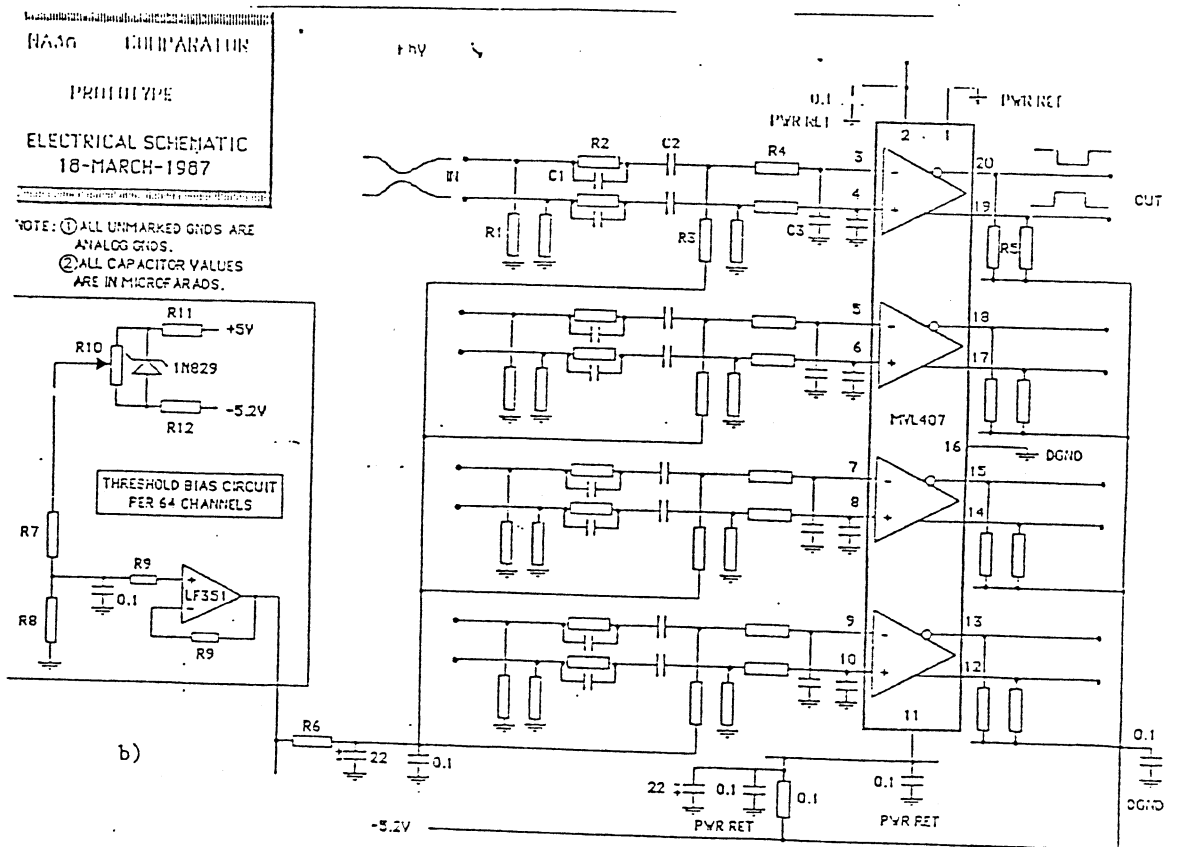 COMPARATOR
PROTOTYPE
ELECTRICAL SCHEMATIC
18-MARCH-1987
NOTE: ① ALL UNMARKED GNDS ARE
ANALOG GNDS.
② ALL CAPACITOR VALUES
ARE IN MICROFARADS.
R11
+5V
R10
1N829
-5.2V
R12
THRESHOLD BIAS CIRCUIT
PER 64 CHANNELS
R7
R9
+
LF351
-
0.1
R8
R9
b)
R6
22
0.1
IN
R1
R2
C1
C2
R3
R4
C3
0.1
PWR RET
2
1
PWR RET
3
-
4
+
20
19
OUT
R5
5
-
6
+
18
17
MVL407
16
DGND
7
-
8
+
15
14
9
-
10
+
13
12
11
22
0.1
0.1
PWR RET
0.1
PWR RET
-5.2V
0.1
DGND